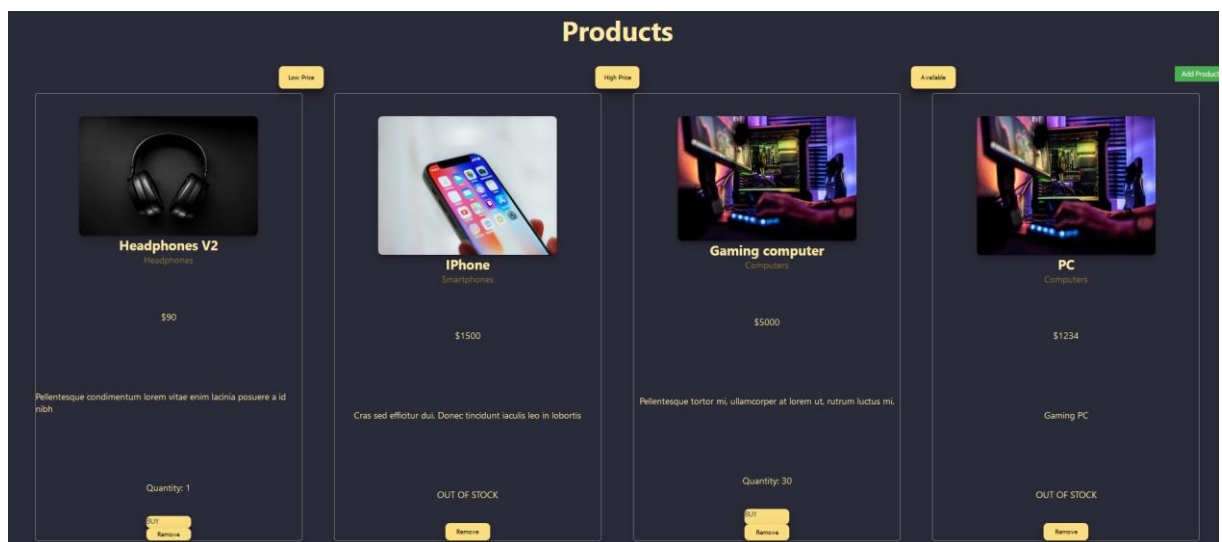 Products
Low Price
High Price
Available
Add Product
Headphones V2
Headphones
$90
Pellentesque condimentum lorem vitae enim lacinia posuere a id
nibh
Quantity: 1
BUY
Remove
IPhone
Smartphones
$1500
Cras sed efficitur dui. Donec tincidunt iaculis leo in lobortis
OUT OF STOCK
Remove
Gaming computer
Computers
$5000
Pellentesque tortor mi, ullamcorper at lorem ut, rutrum luctus mi.
Quantity: 30
BUY
Remove
PC
Computers
$1234
Gaming PC
OUT OF STOCK
Remove